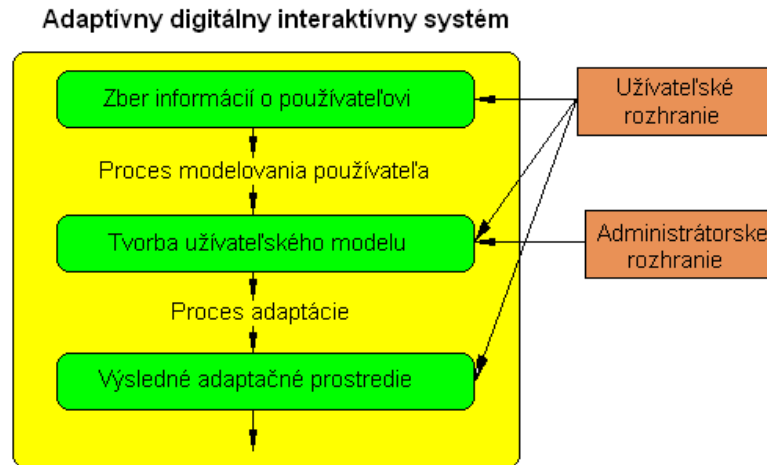 Adaptívny digitálny interaktívny systém
Zber informácií o používateľovi
Užívateľské
rozhranie
Proces modelovania používateľa
Tvorba užívateľského modelu
Administrátorske
rozhranie
Proces adaptácie
Výsledné adaptačné prostredie